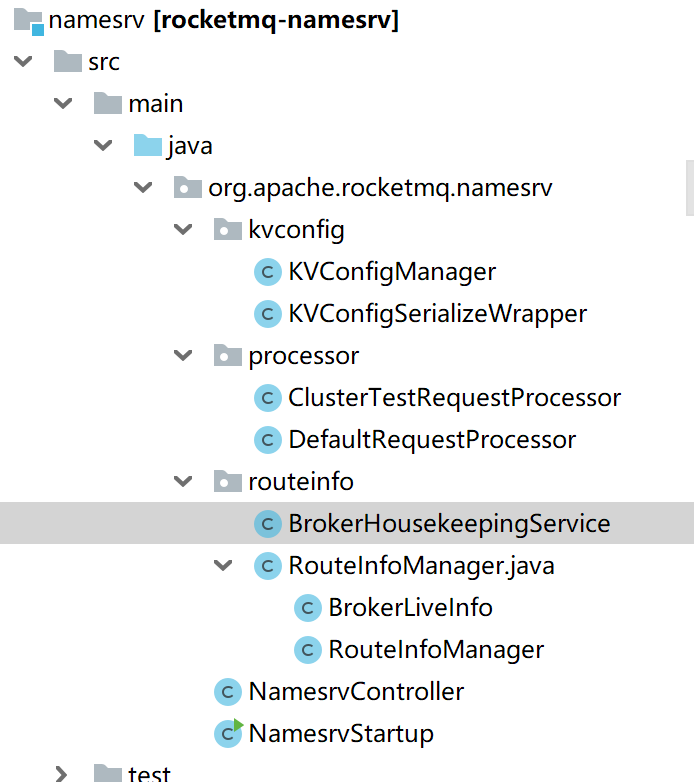 namesrv [rocketmq-namesrv]
src
main
java
org.apache.rocketmq.namesrv
kvconfig
C KVConfigManager
C KVConfigSerializeWrapper
processor
C ClusterTestRequestProcessor
C DefaultRequestProcessor
routeinfo
C BrokerHousekeepingService
C RouteInfoManager.java
C BrokerLiveInfo
C RouteInfoManager
C NamesrvController
C NamesrvStartup
test